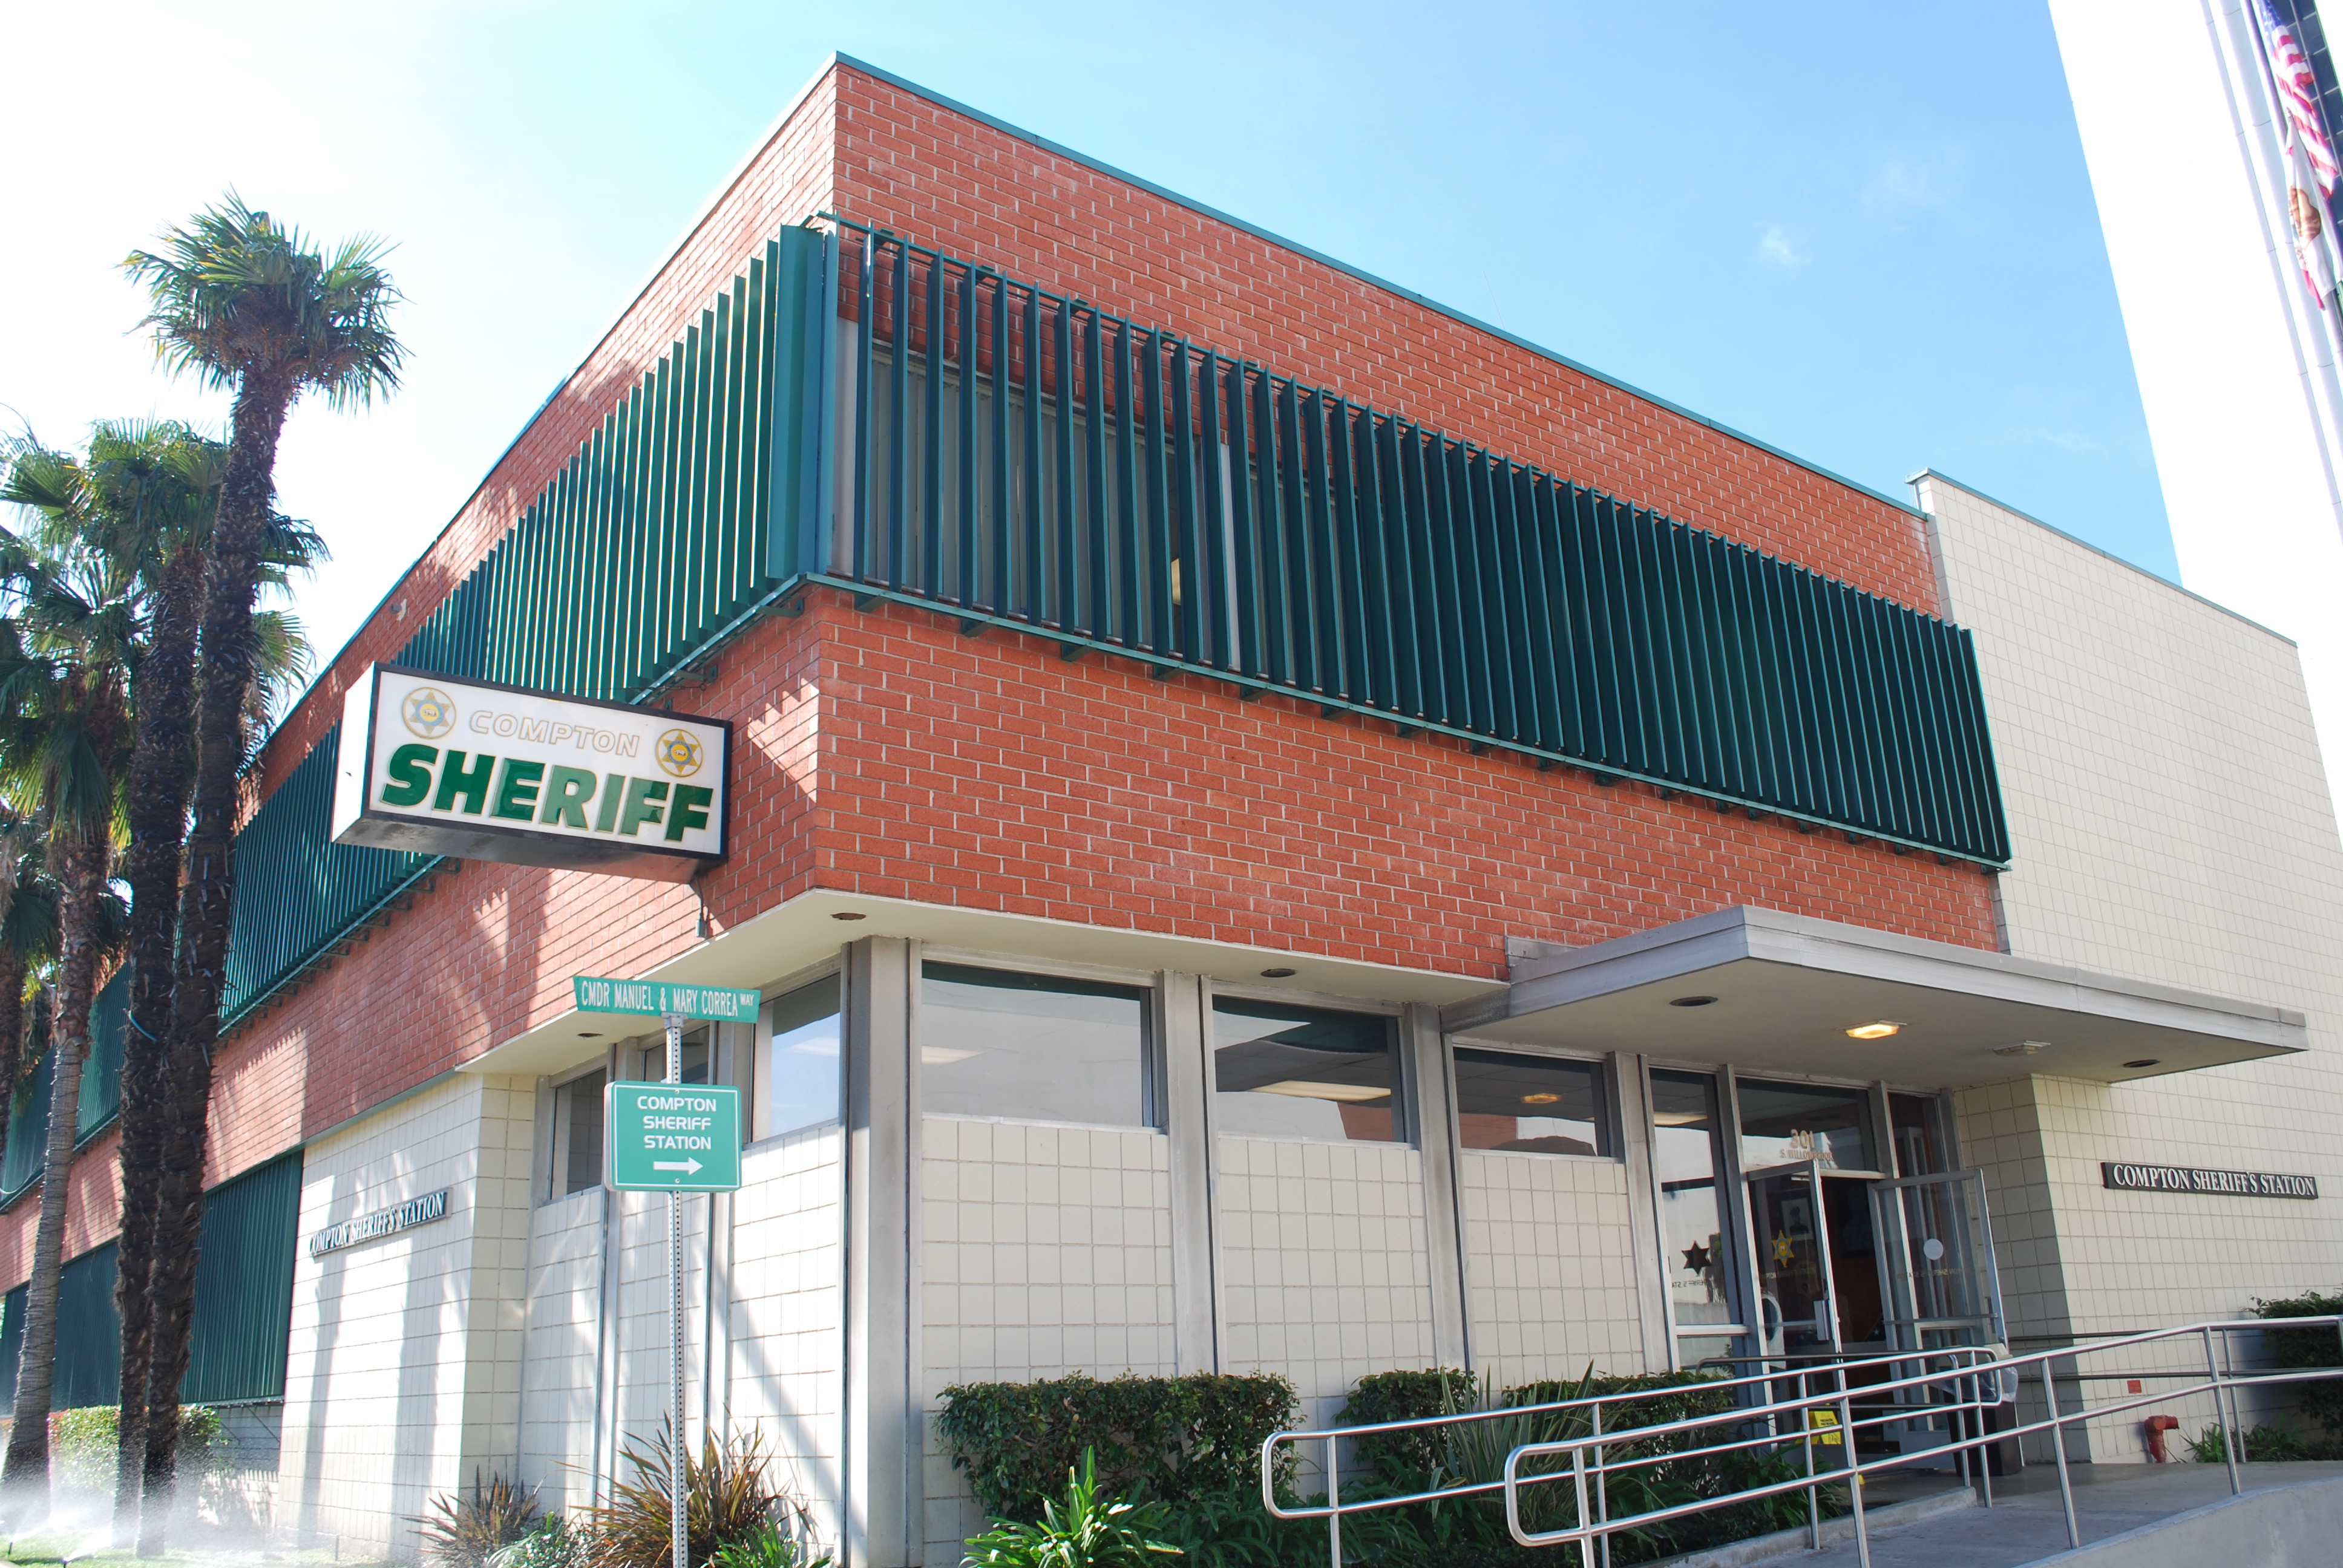 COMPTON
SHERIFF
CMDR MANUEL & MARY CORREA WAY
COMPTON
SHERIFF
STATION
COMPTON SHERIFF'S STATION
301
COMPTON SHERIFF'S STATION